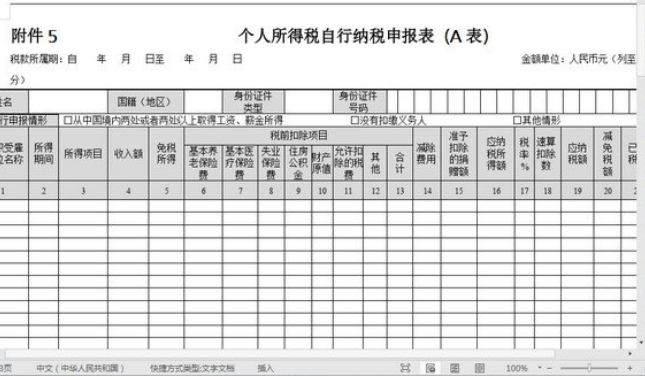 附件 5
个人所得税自行纳税申报表（A 表）
税款所属期：自 年 月 日至 年 月 日 金额单位：人民币元（列至
分）
名 国籍（地区） 身份证件类型 身份证件号码
行申报情形 □从中国境内两处或者两处以上取得工资、薪金所得 □没有扣缴义务人 □其他情形
税前扣除项目
所得期间 所得项目 收入额 免税所得 基本养老保险费 基本医疗保险费 失业保险费 住房公积金 财产原值 允许扣除的税费 其他 合计 减除费用 准予扣除的捐赠额 应纳税所得额 税率% 速算扣除数 应纳税额 减免税额 已
1 2 3 4 5 6 7 8 9 10 11 12 13 14 15 16 17 18 19 20
中文（中华人民共和国） 快捷方式类型:文字文档 插入 100%